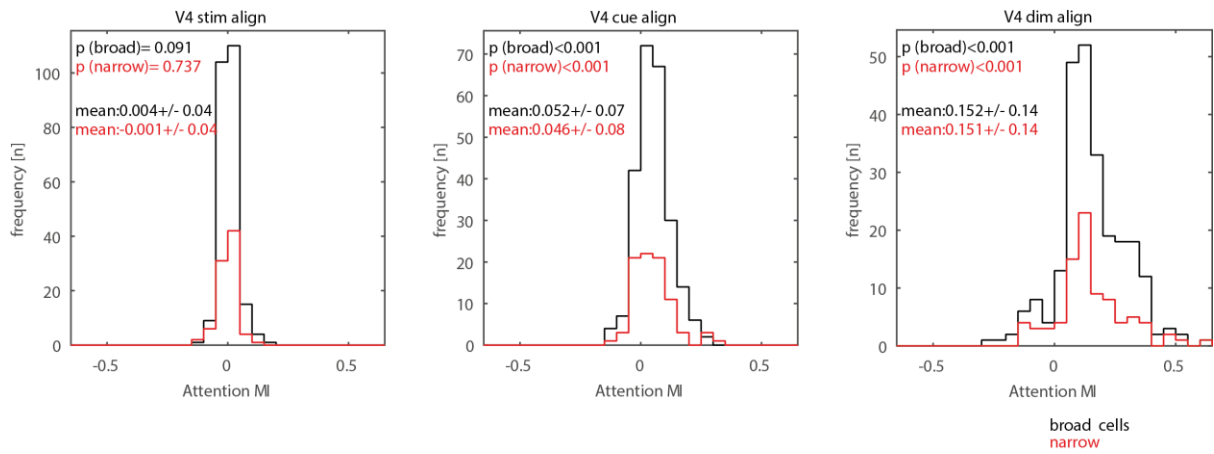 V4 stim align
p (broad)= 0.091
p (narrow)= 0.737
mean:0.004+/- 0.04
mean:-0.001+/- 0.04
frequency [n]
100
80
60
40
20
0
-0.5
0
0.5
Attention MI
V4 cue align
p (broad)<0.001
p (narrow)<0.001
mean:0.052+/- 0.07
mean:0.046+/- 0.08
frequency [n]
70
60
50
40
30
20
10
0
-0.5
0
0.5
Attention MI
V4 dim align
p (broad)<0.001
p (narrow)<0.001
mean:0.152+/- 0.14
mean:0.151+/- 0.14
frequency [n]
50
40
30
20
10
0
-0.5
0
0.5
Attention MI
broad cells
narrow